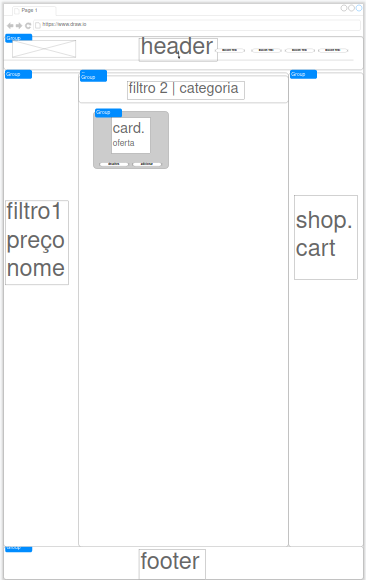 Page 1
https://www.draw.io
Group
header
Group
Group
Group
filtro 2 | categoria
Group
card.
oferta
filtro1
preço
nome
shop.
cart
Group
footer